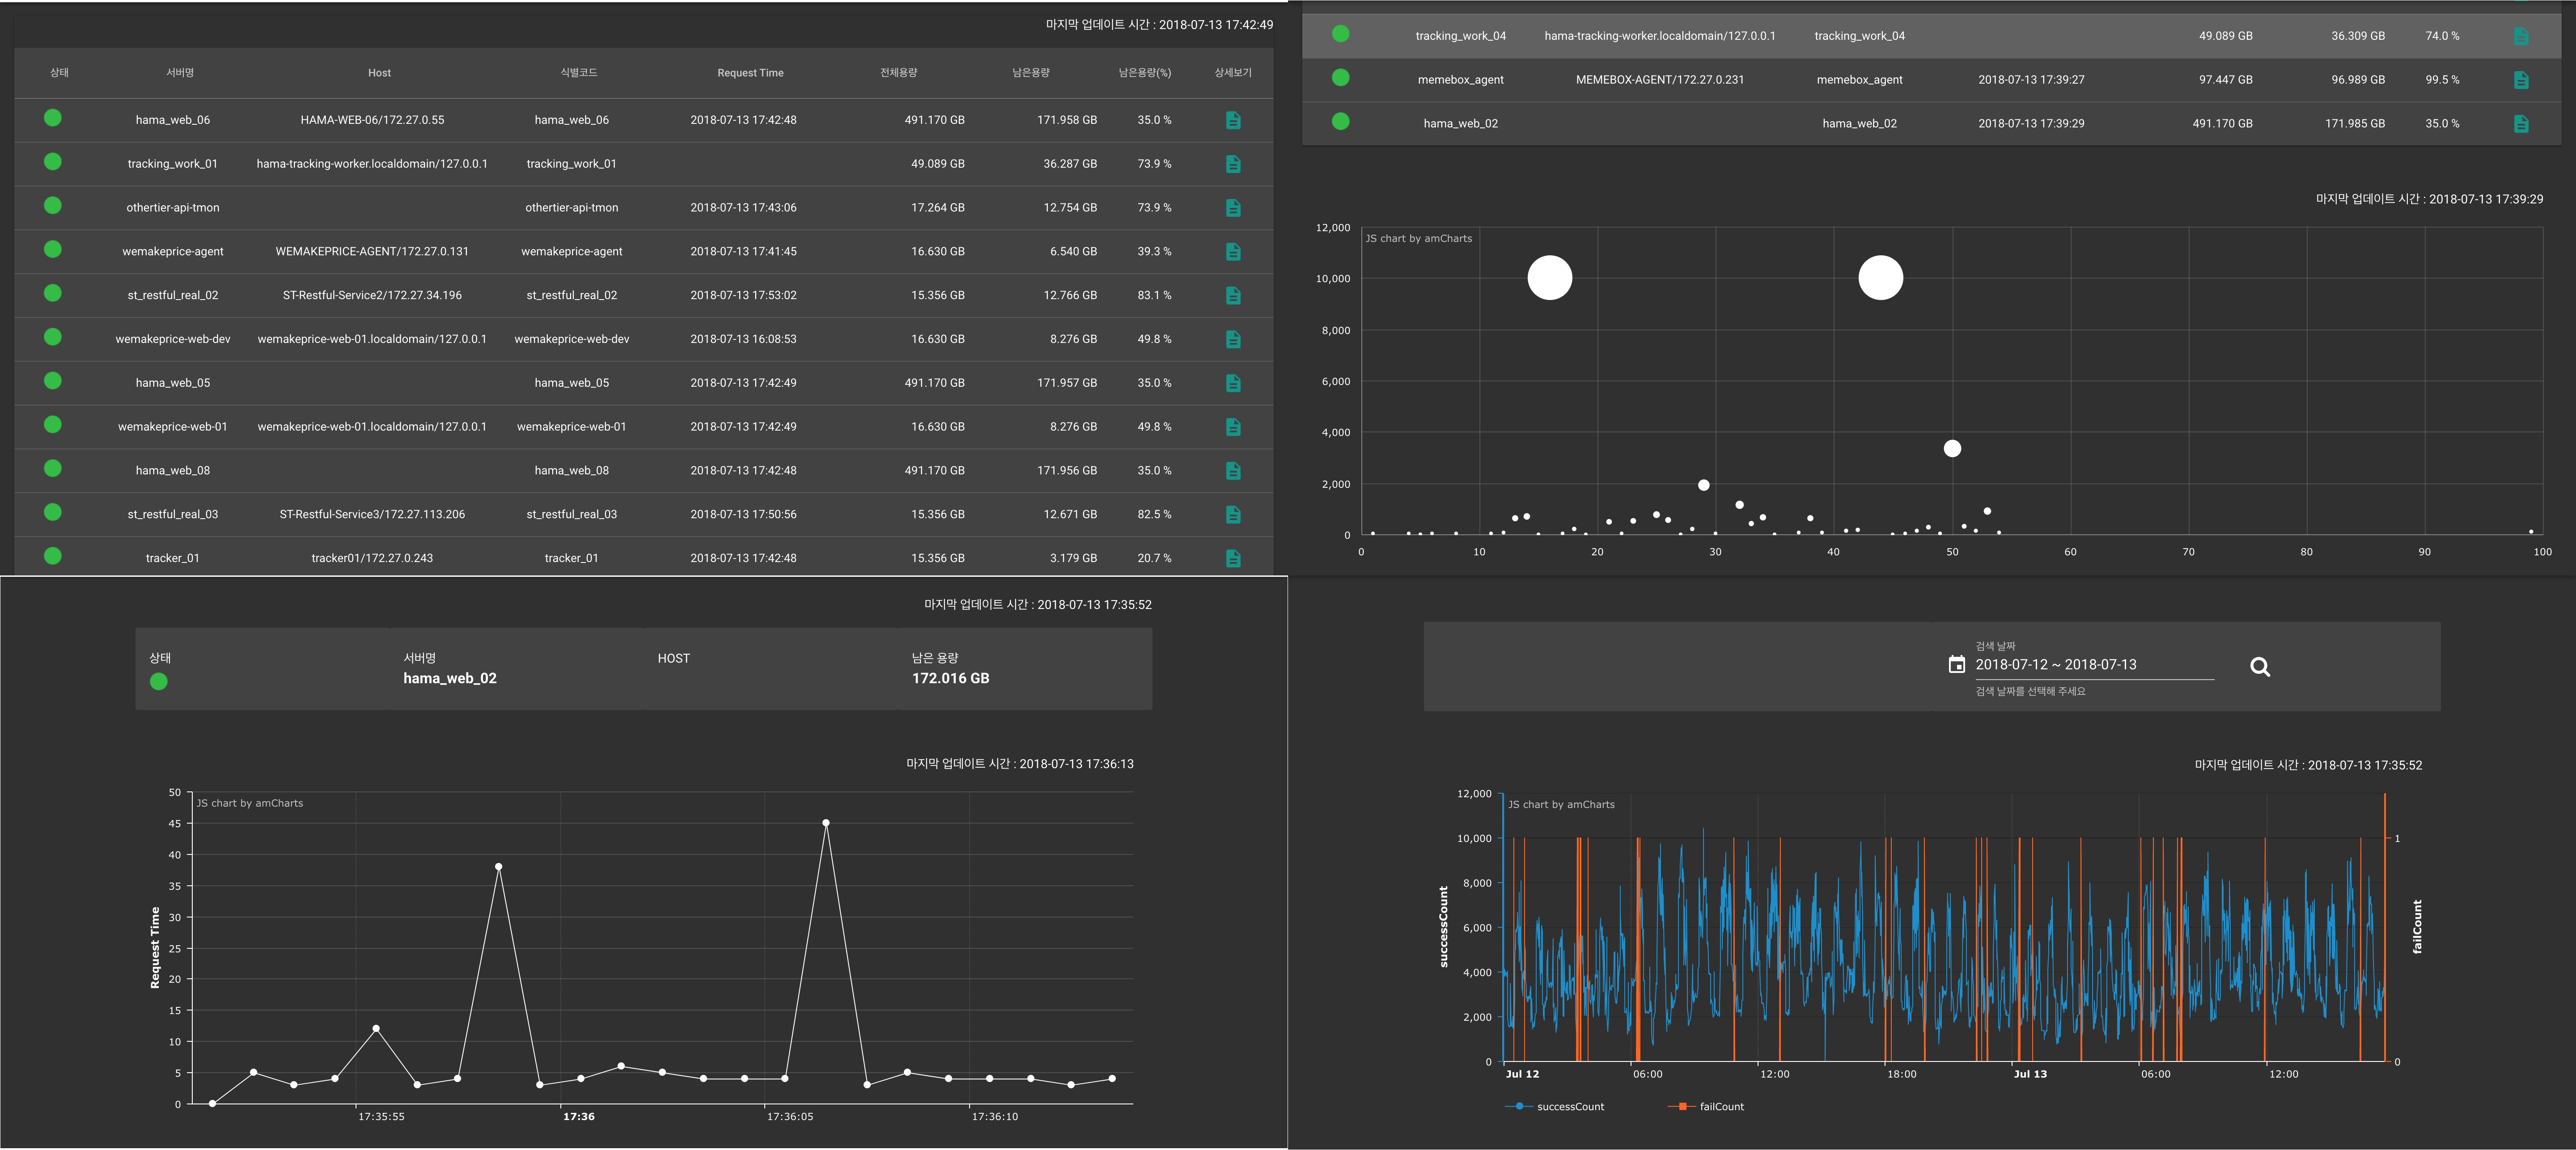 마지막 업데이트 시간 : 2018-07-13 17:42:49
상태 서버명 Host 식별코드 Request Time 전체용량 남은용량 남은용량(%) 상세보기
hama_web_06 HAMA-WEB-06/172.27.0.55 hama_web_06 2018-07-13 17:42:48 491.170 GB 171.958 GB 35.0 %
tracking_work_01 hama-tracking-worker.localdomain/127.0.0.1 tracking_work_01 49.089 GB 36.287 GB 73.9 %
othertier-api-tmon othertier-api-tmon 2018-07-13 17:43:06 17.264 GB 12.754 GB 73.9 %
wemakeprice-agent WEMAKEPRICE-AGENT/172.27.0.131 wemakeprice-agent 2018-07-13 17:41:45 16.630 GB 6.540 GB 39.3 %
st_restful_real_02 ST-Restful-Service2/172.27.34.196 st_restful_real_02 2018-07-13 17:53:02 15.356 GB 12.766 GB 83.1 %
wemakeprice-web-dev wemakeprice-web-01.localdomain/127.0.0.1 wemakeprice-web-dev 2018-07-13 16:08:53 16.630 GB 8.276 GB 49.8 %
hama_web_05 hama_web_05 2018-07-13 17:42:49 491.170 GB 171.957 GB 35.0 %
wemakeprice-web-01 wemakeprice-web-01.localdomain/127.0.0.1 wemakeprice-web-01 2018-07-13 17:42:49 16.630 GB 8.276 GB 49.8 %
hama_web_08 hama_web_08 2018-07-13 17:42:48 491.170 GB 171.956 GB 35.0 %
st_restful_real_03 ST-Restful-Service3/172.27.113.206 st_restful_real_03 2018-07-13 17:50:56 15.356 GB 12.671 GB 82.5 %
tracker_01 tracker01/172.27.0.243 tracker_01 2018-07-13 17:42:48 15.356 GB 3.179 GB 20.7 %
tracking_work_04 hama-tracking-worker.localdomain/127.0.0.1 tracking_work_04 49.089 GB 36.309 GB 74.0 %
memebox_agent MEMEBOX-AGENT/172.27.0.231 memebox_agent 2018-07-13 17:39:27 97.447 GB 96.989 GB 99.5 %
hama_web_02 hama_web_02 2018-07-13 17:39:29 491.170 GB 171.985 GB 35.0 %
마지막 업데이트 시간 : 2018-07-13 17:39:29
JS chart by amCharts
12,000
10,000
8,000
6,000
4,000
2,000
0
0 10 20 30 40 50 60 70 80 90 100
마지막 업데이트 시간 : 2018-07-13 17:35:52
상태 서버명 HOST 남은 용량
hama_web_02 172.016 GB
마지막 업데이트 시간 : 2018-07-13 17:36:13
JS chart by amCharts
Request Time
50
45
40
35
30
25
20
15
10
5
0
17:35:55 17:36 17:36:05 17:36:10
검색 날짜
2018-07-12 ~ 2018-07-13
검색 날짜를 선택해 주세요
마지막 업데이트 시간 : 2018-07-13 17:35:52
JS chart by amCharts
successCount
12,000
10,000
8,000
6,000
4,000
2,000
0
1
0
failCount
Jul 12 06:00 12:00 18:00 Jul 13 06:00 12:00
successCount failCount